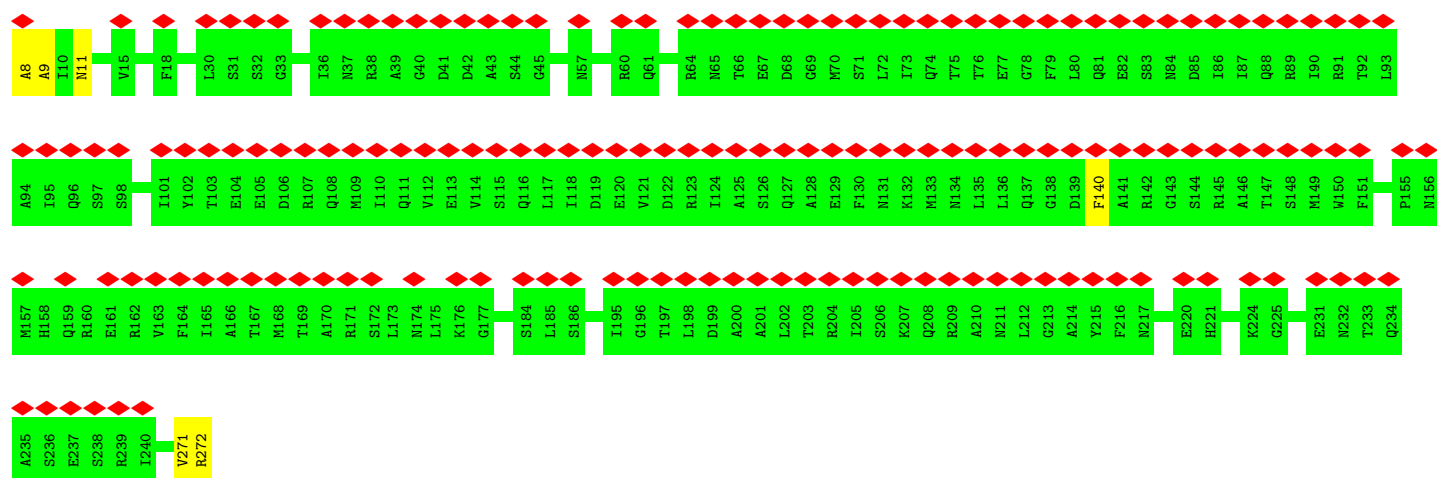 A8 A9 I10 N11 V15 F18 L30 S31 S32 G33 I36 N37 R38 A39 G40 D41 D42 A43 S44 G45 N57 R60 Q61 R64 N65 T66 E67 D68 G69 M70 S71 L72 I73 Q74 T75 T76 E77 G78 F79 L80 Q81 E82 S83 N84 D85 I86 I87 Q88 R89 I90 R91 T92 L93
A94 I95 Q96 S97 S98 I101 Y102 T103 E104 E105 D106 R107 Q108 M109 I110 Q111 V112 E113 V114 S115 Q116 L117 I118 D119 E120 V121 D122 R123 I124 A125 S126 Q127 A128 E129 F130 N131 K132 M133 N134 L135 L136 Q137 G138 D139 F140 A141 R142 G143 S144 R145 A146 T147 S148 M149 W150 F151 P155 N156
M157 H158 Q159 R160 E161 R162 V163 F164 I165 A166 T167 M168 T169 A170 R171 S172 L173 N174 L175 K176 G177 S184 L185 S186 I195 G196 T197 L198 D199 A200 A201 L202 T203 R204 I205 S206 K207 Q208 R209 A210 N211 L212 G213 A214 Y215 F216 N217 E220 H221 K224 G225 E231 N232 T233 Q234
A235 S236 E237 S238 R239 I240 V271 R272